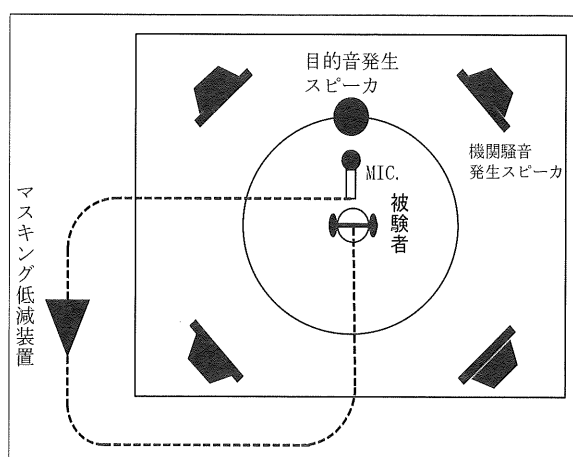 目的音発生
スピーカ
機関騒音
発生スピーカ
MIC.
被験者
マスキング低減装置